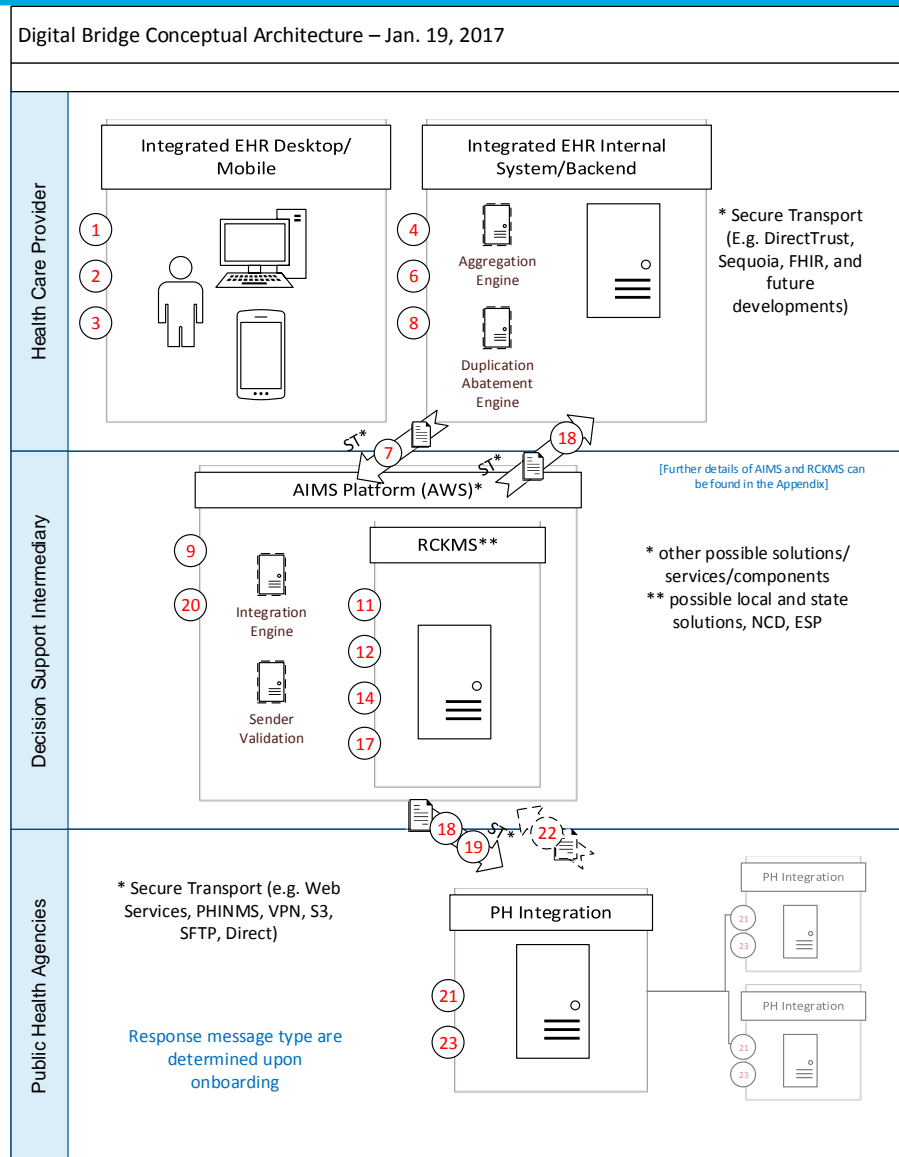 Digital Bridge Conceptual Architecture – Jan. 19, 2017
Health Care Provider
Integrated EHR Desktop/
Mobile
1
2
3
Integrated EHR Internal
System/Backend
4
6
8
Aggregation
Engine
Duplication
Abatement
Engine
* Secure Transport
(E.g. DirectTrust,
Sequoia, FHIR, and
future
developments)
ST*
7
ST*
18
Decision Support Intermediary
AIMS Platform (AWS)*
[Further details of AIMS and RCKMS can
be found in the Appendix]
9
20
Integration
Engine
Sender
Validation
RCKMS**
11
12
14
17
* other possible solutions/
services/components
** possible local and state
solutions, NCD, ESP
18
19
ST*
22
Public Health Agencies
* Secure Transport (e.g. Web
Services, PHINMS, VPN, S3,
SFTP, Direct)
Response message type are
determined upon
onboarding
PH Integration
21
23
PH Integration
21
23
PH Integration
21
23